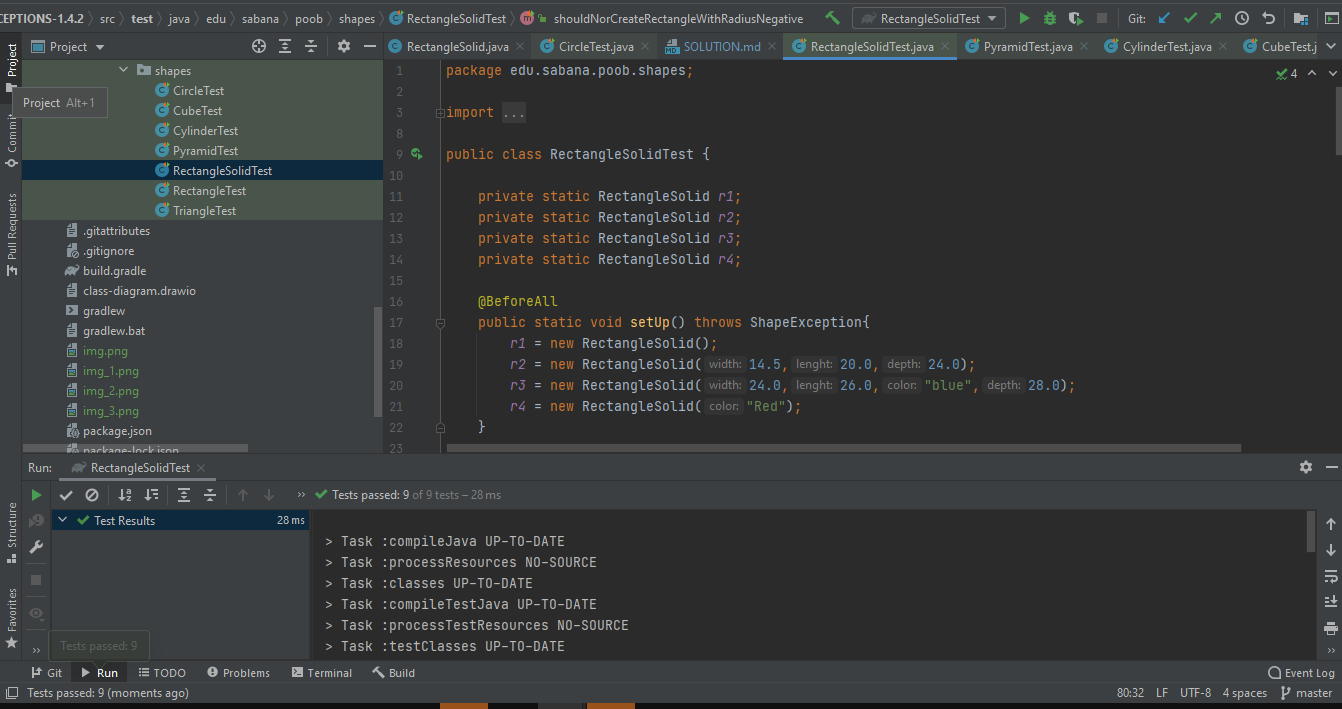 EPTIONS-1.4.2 src test java edu sabana poob shapes RectangleSolidTest shouldNorCreateRectangleWithRadiusNegative RectangleSolidTest Git:
Project RectangleSolid.java CircleTest.java SOLUTION.md RectangleSolidTest.java PyramidTest.java CylinderTest.java CubeTest.j
Project
Commit
Pull Requests
Structure
Favorites
Project Alt+1
shapes
CircleTest
CubeTest
CylinderTest
PyramidTest
RectangleSolidTest
RectangleTest
TriangleTest
.gitattributes
.gitignore
build.gradle
class-diagram.drawio
gradlew
gradlew.bat
img.png
img_1.png
img_2.png
img_3.png
package.json
package-lock.json
4
1 package edu.sabana.poob.shapes;
2
3 import ...
8
9 public class RectangleSolidTest {
10
11 private static RectangleSolid r1;
12 private static RectangleSolid r2;
13 private static RectangleSolid r3;
14 private static RectangleSolid r4;
15
16 @BeforeAll
17 public static void setUp() throws ShapeException{
18 r1 = new RectangleSolid();
19 r2 = new RectangleSolid( width: 14.5, lenght: 20.0, depth: 24.0);
20 r3 = new RectangleSolid( width: 24.0, lenght: 26.0, color: "blue", depth: 28.0);
21 r4 = new RectangleSolid( color: "Red");
22 }
23
Run: RectangleSolidTest
Tests passed: 9 of 9 tests – 28 ms
Test Results 28 ms
> Task :compileJava UP-TO-DATE
> Task :processResources NO-SOURCE
> Task :classes UP-TO-DATE
> Task :compileTestJava UP-TO-DATE
> Task :processTestResources NO-SOURCE
> Task :testClasses UP-TO-DATE
Tests passed: 9
Git Run TODO Problems Terminal Build Event Log
Tests passed: 9 (moments ago) 80:32 LF UTF-8 4 spaces master